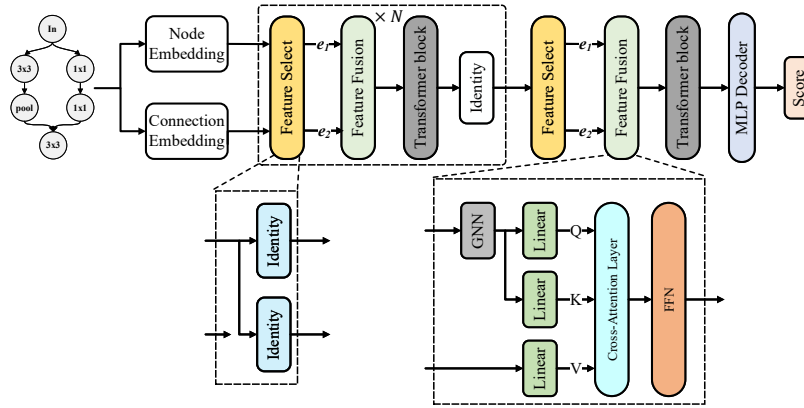 In
3x3
1x1
pool
1x1
3x3
Node
Embedding
Connection
Embedding
× N
Feature Select
e1
e2
Feature Fusion
Transformer block
Identity
Feature Select
e1
e2
Feature Fusion
Transformer block
MLP Decoder
Score
Identity
Identity
GNN
Linear
Q
Linear
K
Linear
V
Cross-Attention Layer
FFN